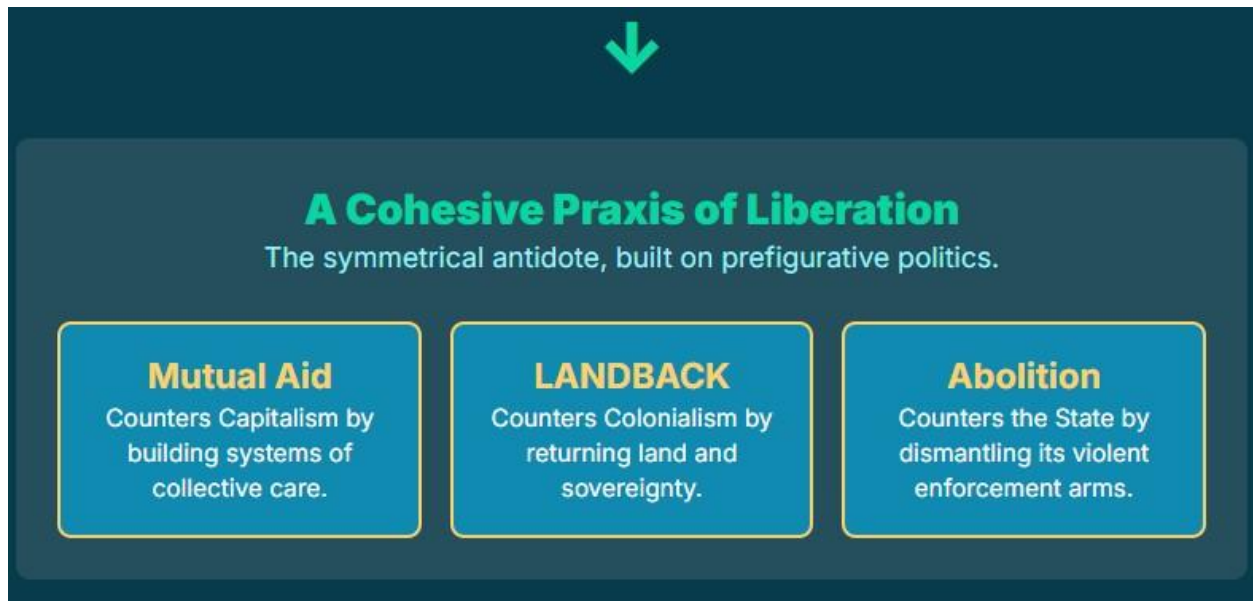 A Cohesive Praxis of Liberation
The symmetrical antidote, built on prefigurative politics.
Mutual Aid
Counters Capitalism by
building systems of
collective care.
LANDBACK
Counters Colonialism by
returning land and
sovereignty.
Abolition
Counters the State by
dismantling its violent
enforcement arms.